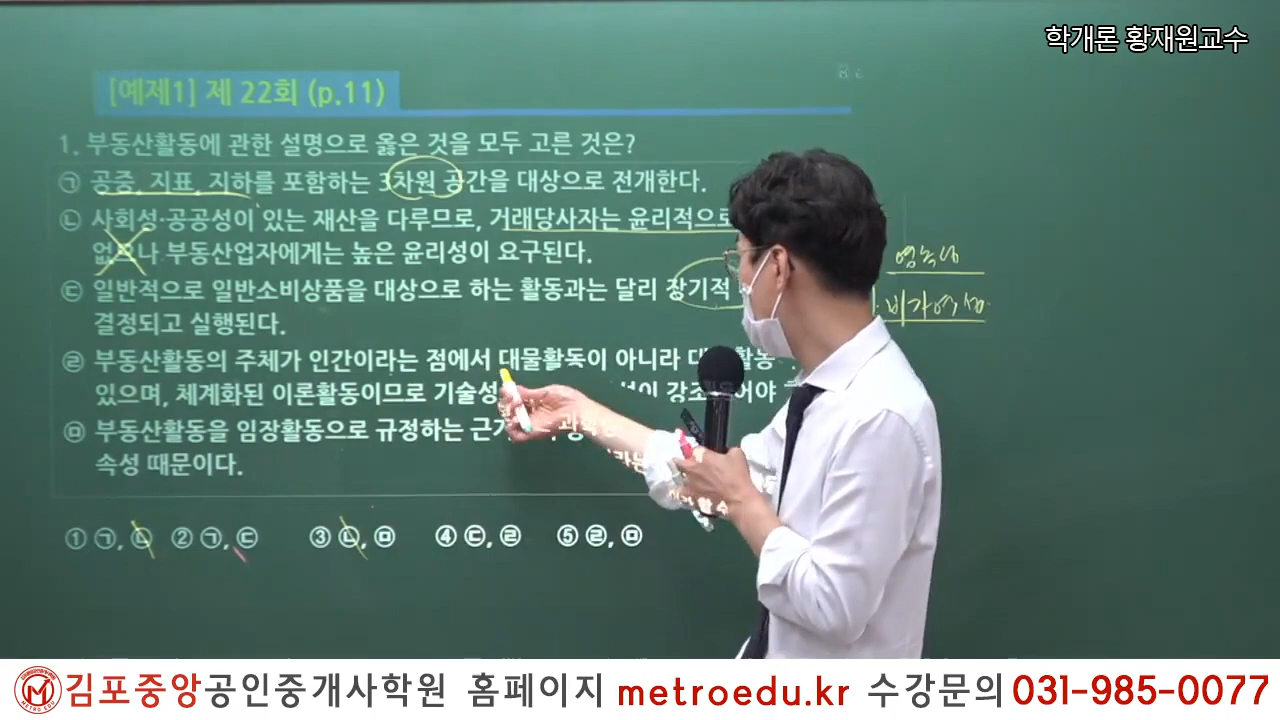 학개론 황재원교수
[예제1] 제 22회 (p.11)
1. 부동산활동에 관한 설명으로 옳은 것을 모두 고른 것은?
㉠ 공중, 지표, 지하를 포함하는 3차원 공간을 대상으로 전개한다.
㉡ 사회성·공공성이 있는 재산을 다루므로, 거래당사자는 윤리적으로
없으나 부동산업자에게는 높은 윤리성이 요구된다.
㉢ 일반적으로 일반소비상품을 대상으로 하는 활동과는 달리 장기적
결정되고 실행된다.
영속성
비가역성
㉣ 부동산활동의 주체가 인간이라는 점에서 대물활동이 아니라
있으며, 체계화된 이론활동이므로 기술성
㉤ 부동산활동을 임장활동으로 규정하는
속성 때문이다.
① ㉠, ㉡ ② ㉠, ㉢ ③ ㉡, ㉤ ④ ㉢, ㉣ ⑤ ㉣, ㉤
METRO EDU 김포중앙공인중개사학원 홈페이지 metroedu.kr 수강문의 031-985-0077